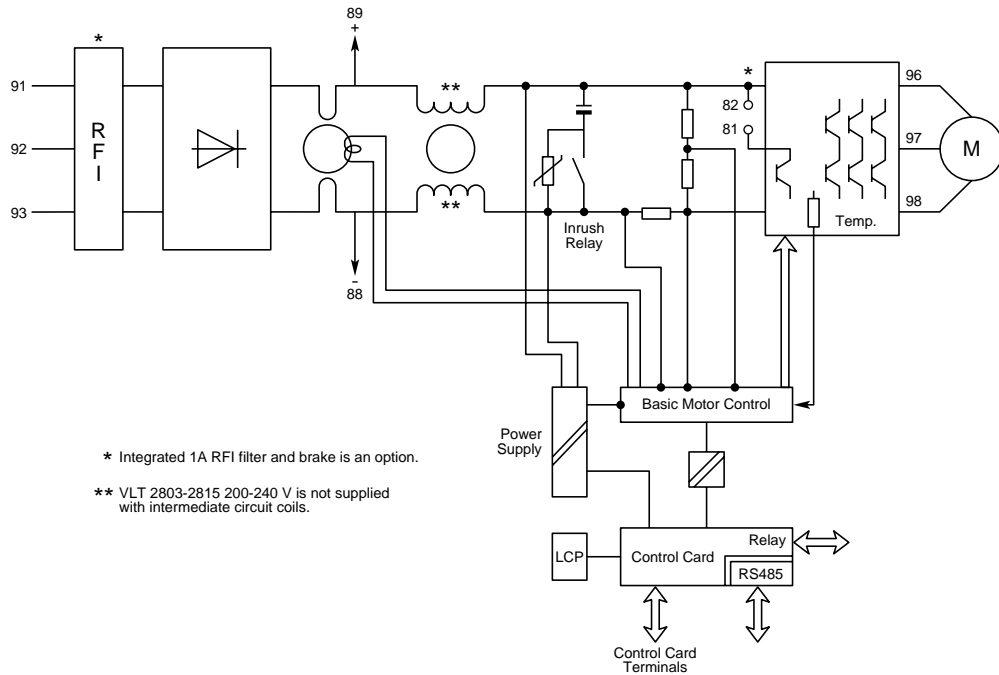 89
+
*
**
*
91
96
82
81
R
F
I
92
97
M
93
98
**
Inrush
Relay
Temp.
-
88
Basic Motor Control
Power
Supply
* Integrated 1A RFI filter and brake is an option.
** VLT 2803-2815 200-240 V is not supplied
with intermediate circuit coils.
Relay
LCP
Control Card
RS485
Control Card
Terminals